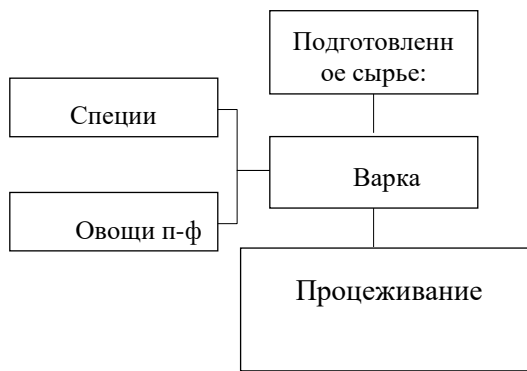 Подготовленн
ое сырье:
Специи
Варка
Овощи п-ф
Процеживание